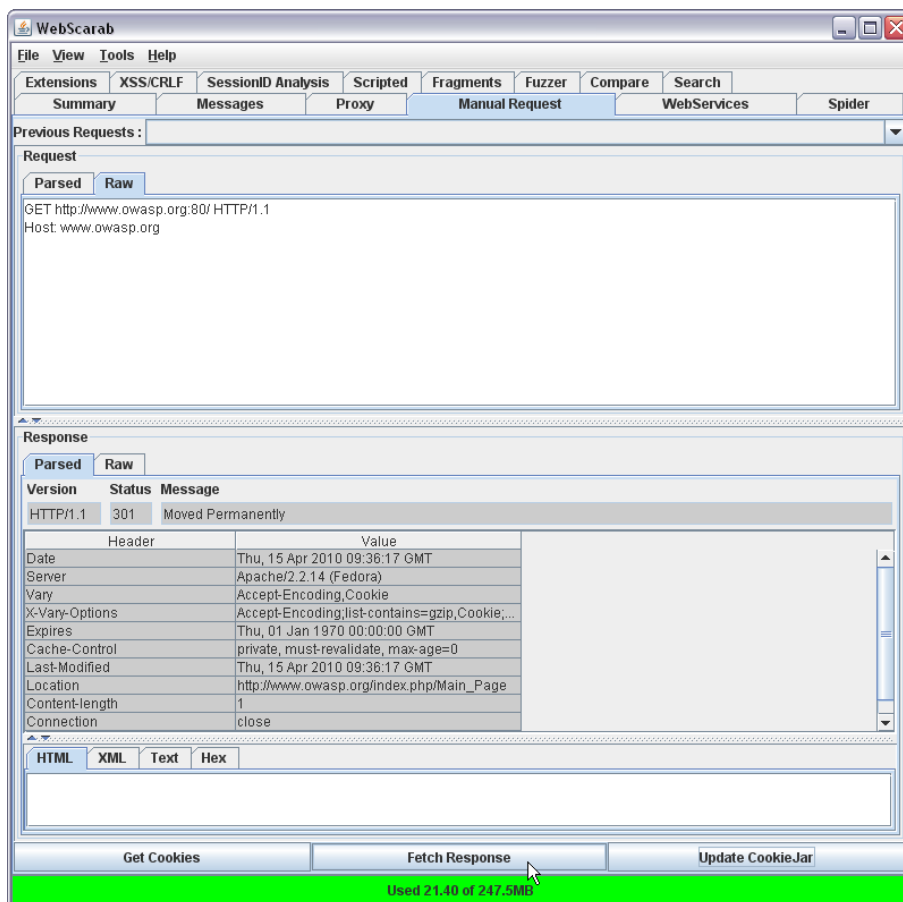 WebScarab
File View Tools Help
Extensions XSS/CRLF SessionID Analysis Scripted Fragments Fuzzer Compare Search
Summary Messages Proxy Manual Request WebServices Spider
Previous Requests :
Request
Parsed Raw
GET http://www.owasp.org:80/ HTTP/1.1
Host: www.owasp.org
Response
Parsed Raw
Version Status Message
HTTP/1.1 301 Moved Permanently
Header Value
Date Thu, 15 Apr 2010 09:36:17 GMT
Server Apache/2.2.14 (Fedora)
Vary Accept-Encoding,Cookie
X-Vary-Options Accept-Encoding;list-contains=gzip,Cookie;...
Expires Thu, 01 Jan 1970 00:00:00 GMT
Cache-Control private, must-revalidate, max-age=0
Last-Modified Thu, 15 Apr 2010 09:36:17 GMT
Location http://www.owasp.org/index.php/Main_Page
Content-length 1
Connection close
HTML XML Text Hex
Get Cookies Fetch Response Update CookieJar
Used 21.40 of 247.5MB